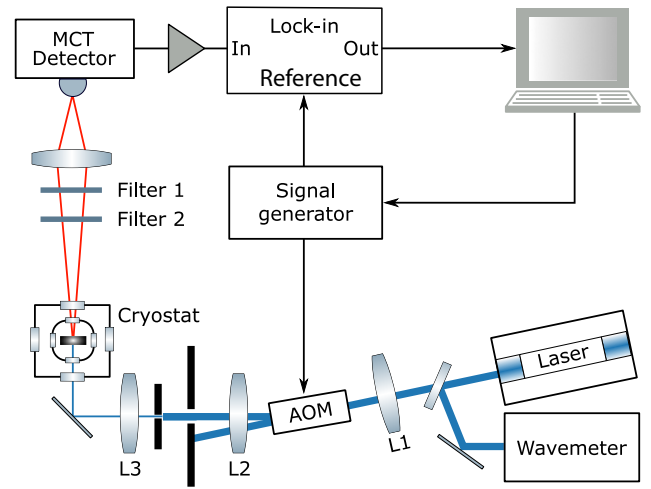 MCT
Detector
Lock-in
In
Out
Reference
Filter 1
Filter 2
Signal
generator
Cryostat
Laser
AOM
L1
L2
L3
Wavemeter